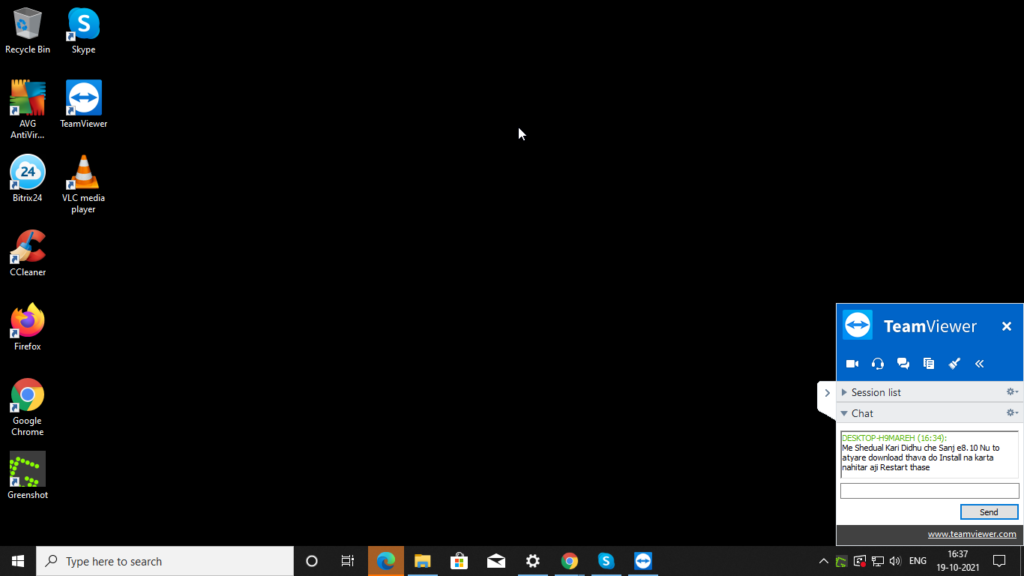 Recycle Bin
Skype
AVG
AntiVir...
TeamViewer
24
Bitrix24
VLC media
player
CCleaner
Firefox
Google
Chrome
Greenshot
TeamViewer
Session list
Chat
DESKTOP-H9MAREH (16:34):
Me Shedual Kari Didhu che Sanj e8.10 Nu to
atyare download thava do Install na karta
nahitar aji Restart thase
Send
www.teamviewer.com
Type here to search
ENG
16:37
19-10-2021